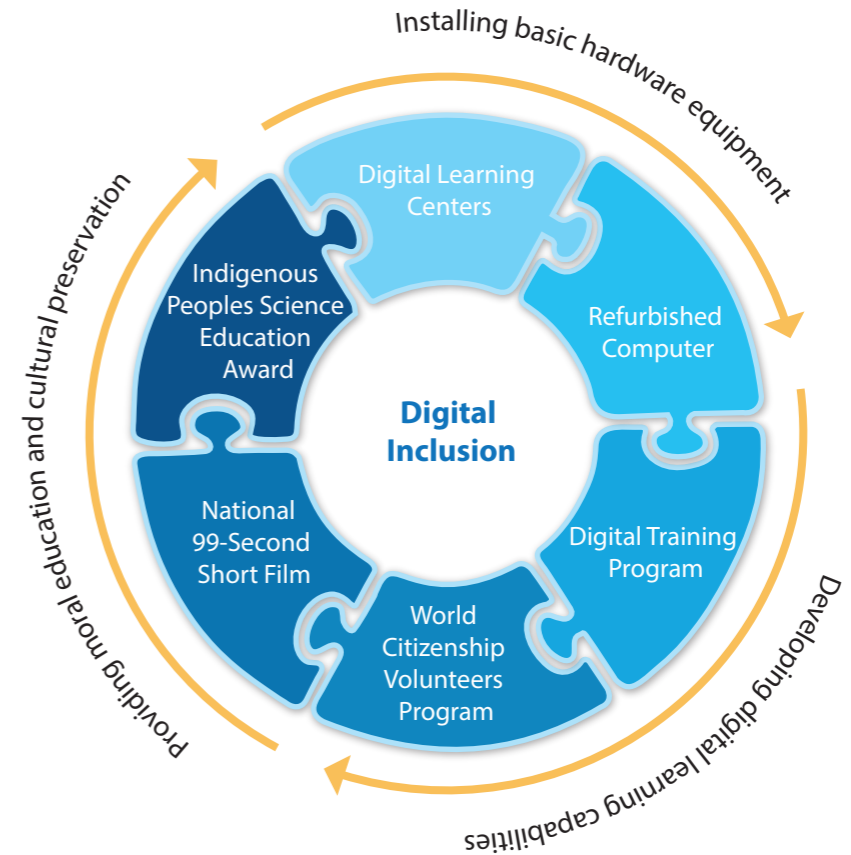 Installing basic hardware equipment
Digital Learning
Centers
Refurbished
Computer
Developing digital learning capabilities
Digital Training
Program
World
Citizenship
Volunteers
Program
Providing moral education and cultural preservation
National
99-Second
Short Film
Indigenous
Peoples Science
Education
Award
Digital
Inclusion